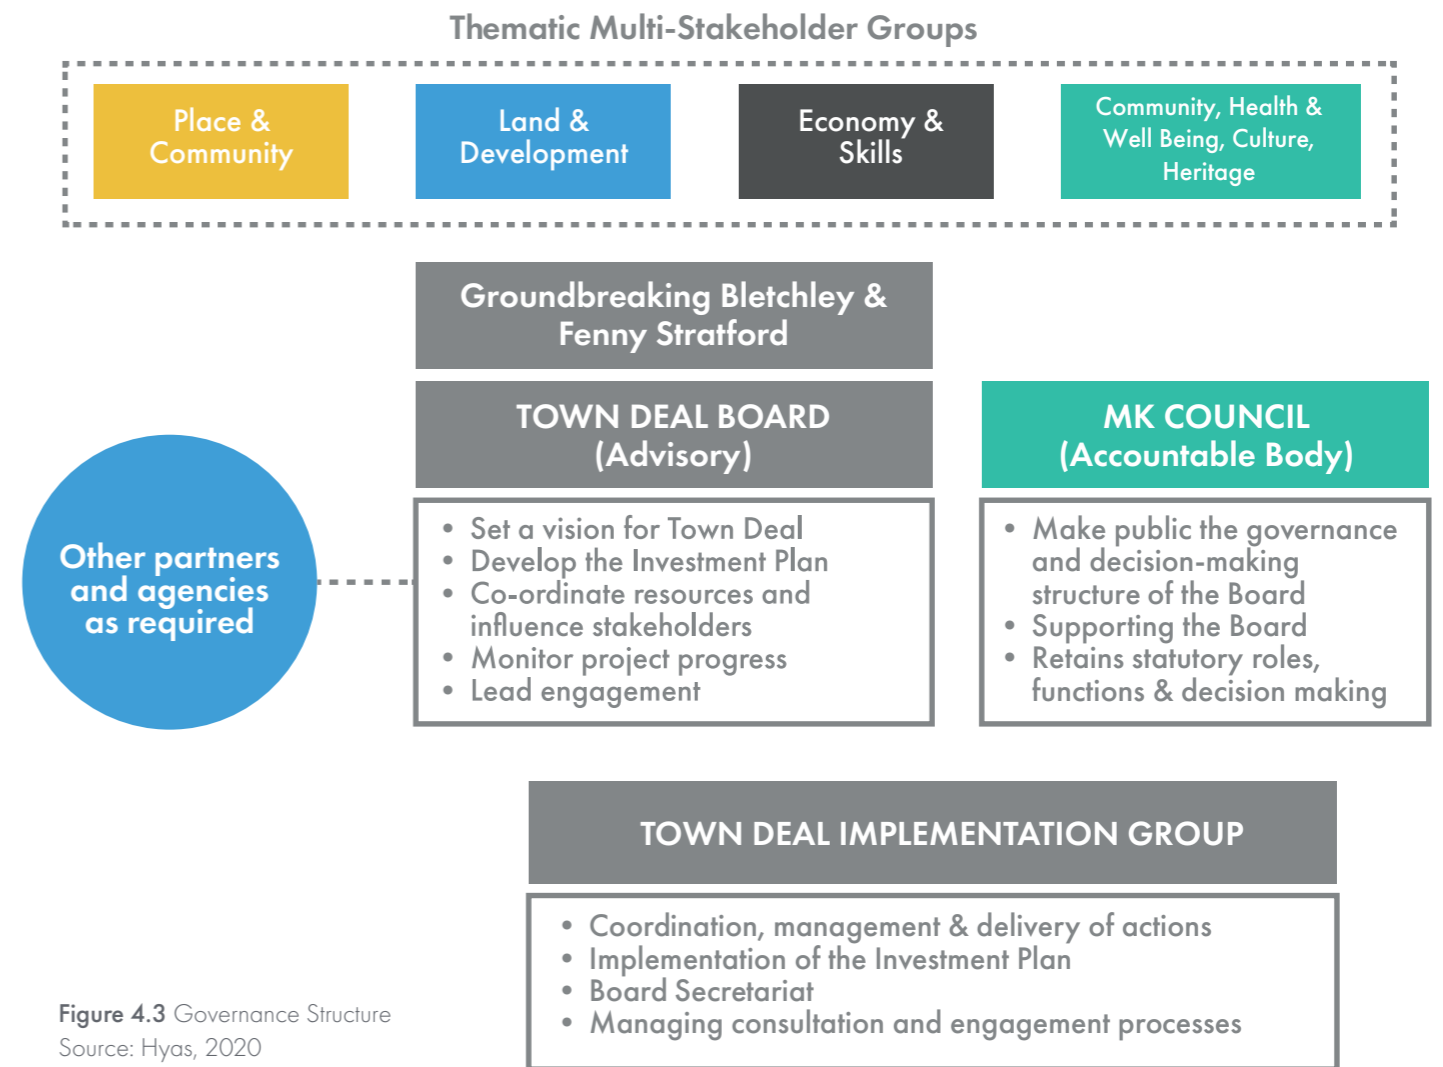 Thematic Multi-Stakeholder Groups
Place &
Community
Land &
Development
Economy &
Skills
Community, Health &
Well Being, Culture,
Heritage
Groundbreaking Bletchley &
Fenny Stratford
TOWN DEAL BOARD
(Advisory)
• Set a vision for Town Deal
• Develop the Investment Plan
• Co-ordinate resources and
influence stakeholders
• Monitor project progress
• Lead engagement
MK COUNCIL
(Accountable Body)
• Make public the governance
and decision-making
structure of the Board
• Supporting the Board
• Retains statutory roles,
functions & decision making
Other partners
and agencies
as required
TOWN DEAL IMPLEMENTATION GROUP
• Coordination, management & delivery of actions
• Implementation of the Investment Plan
• Board Secretariat
• Managing consultation and engagement processes
Figure 4.3 Governance Structure
Source: Hyas, 2020